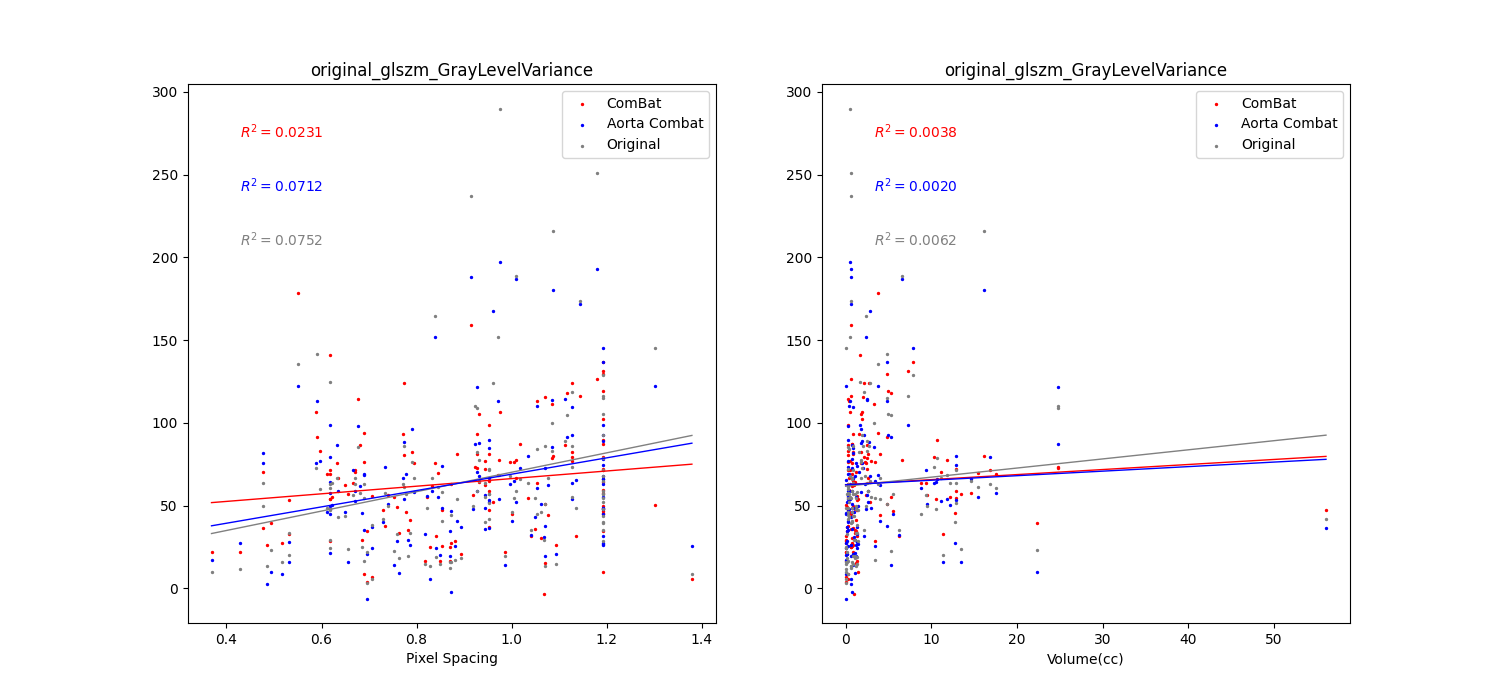 original_glszm_GrayLevelVariance
300
250
200
150
100
50
0
0.4 0.6 0.8 1.0 1.2 1.4
Pixel Spacing
R² = 0.0231
R² = 0.0712
R² = 0.0752
ComBat
Aorta Combat
Original
original_glszm_GrayLevelVariance
300
250
200
150
100
50
0
0 10 20 30 40 50
Volume(cc)
R² = 0.0038
R² = 0.0020
R² = 0.0062
ComBat
Aorta Combat
Original